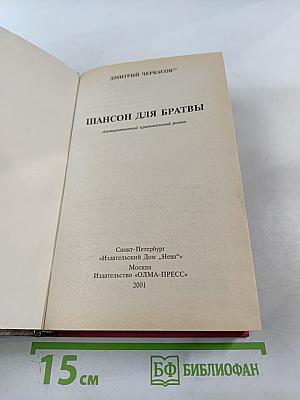 ДМИТРИЙ ЧЕРКАСОВ™
ШАНСОН ДЛЯ БРАТВЫ
Альтернативный криминальный роман
Санкт-Петербург
«Издательский Дом „Нева“»
Москва
Издательство «ОЛМА-ПРЕСС»
2001
15 см
БФ БИБЛИОФАН